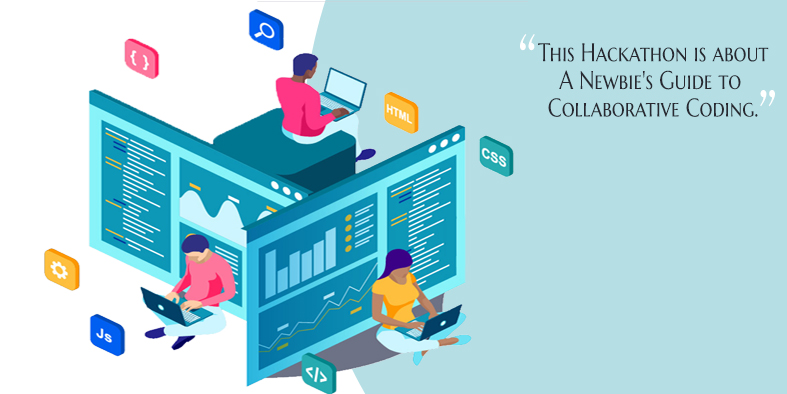 “This Hackathon is about
A Newbie's Guide to
Collaborative Coding.”
{ }
HTML
CSS
Js
</>